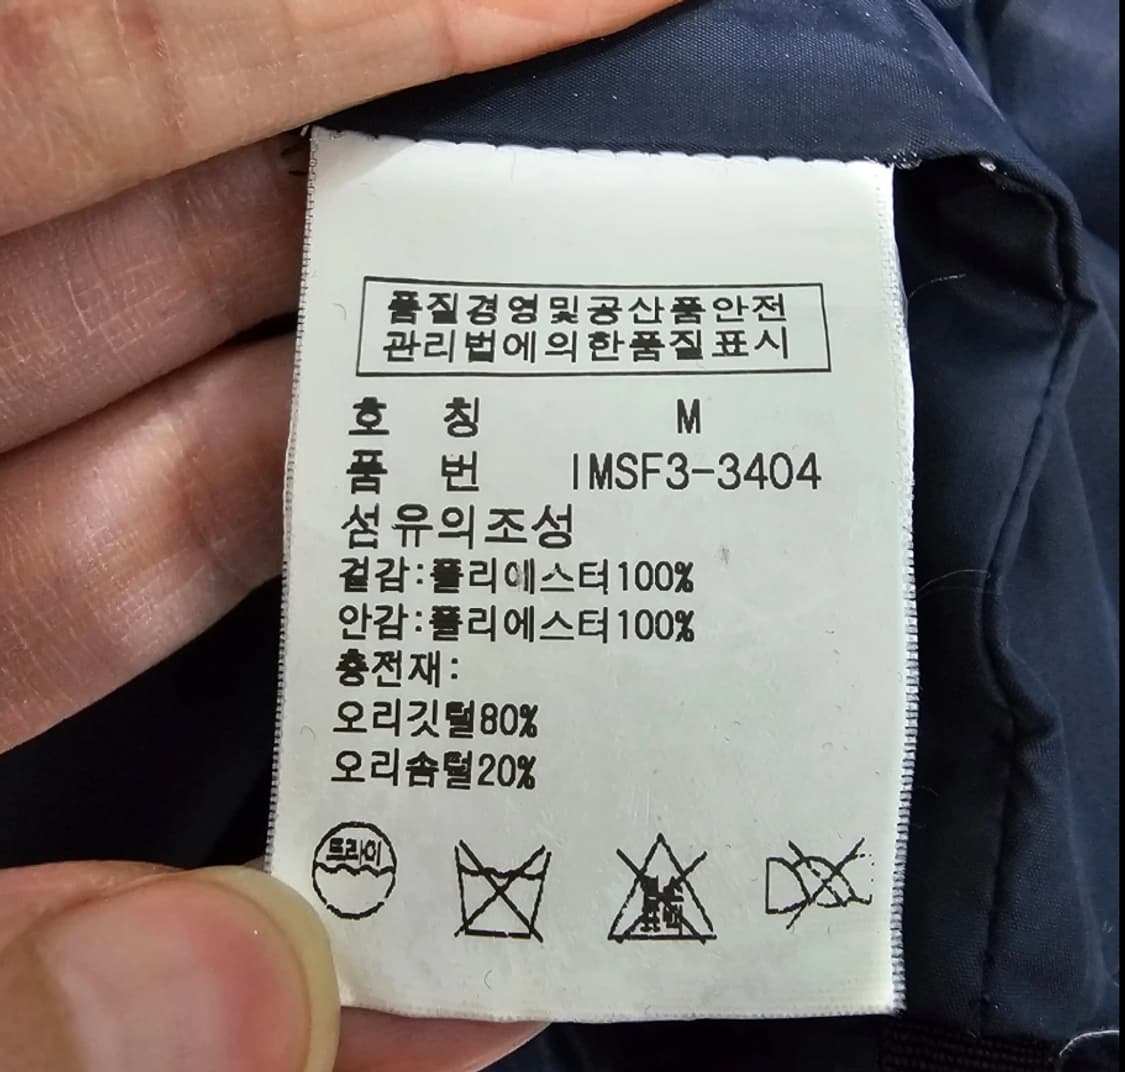 품질경영및공산품안전
관리법에의한품질표시
호 칭 M
품 번 IMSF3-3404
섬유의조성
겉감:폴리에스터100%
안감:폴리에스터100%
충전재:
오리깃털80%
오리솜털20%
드라이